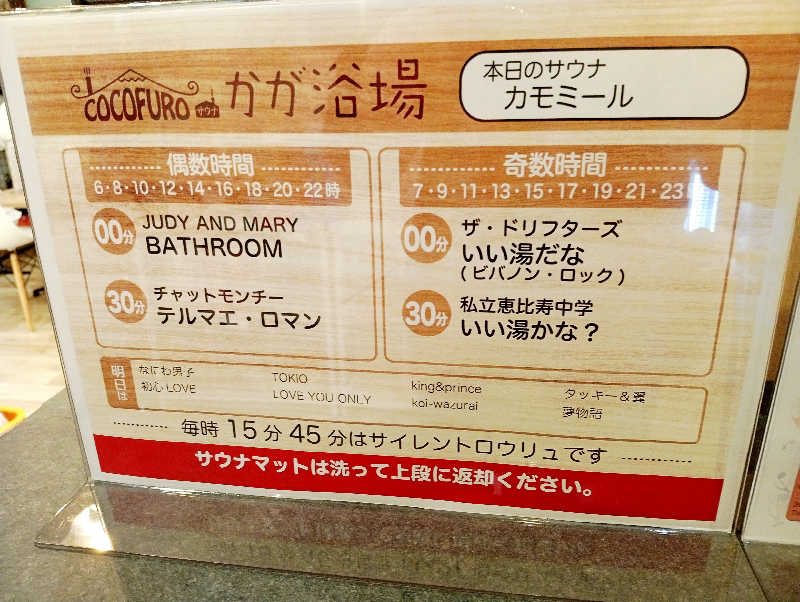 COCOFURO サウナ かが浴場
本日のサウナ
カモミール
偶数時間
6・8・10・12・14・16・18・20・22時
00分 JUDY AND MARY
BATHROOM
30分 チャットモンチー
テルマエ・ロマン
奇数時間
7・9・11・13・15・17・19・21・23時
00分 ザ・ドリフターズ
いい湯だな
(ビバノン・ロック)
30分 私立恵比寿中学
いい湯かな？
明日は
なにわ男子
初心LOVE
TOKIO
LOVE YOU ONLY
king&prince
koi-wazurai
タッキー＆翼
夢物語
毎時 15分 45分はサイレントロウリュです
サウナマットは洗って上段に返却ください。